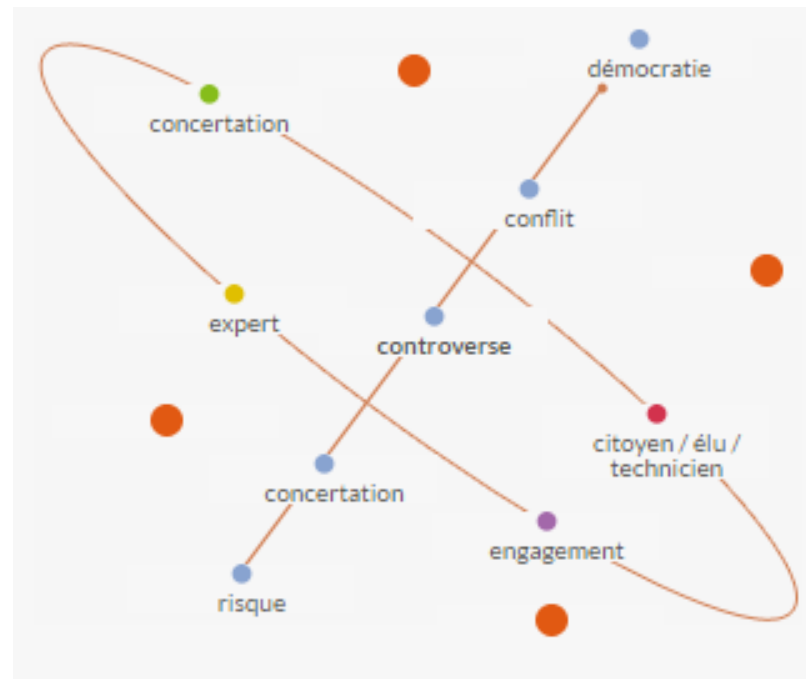 démocratie
concertation
conflit
expert
controverse
citoyen / élu /
technicien
concertation
engagement
risque